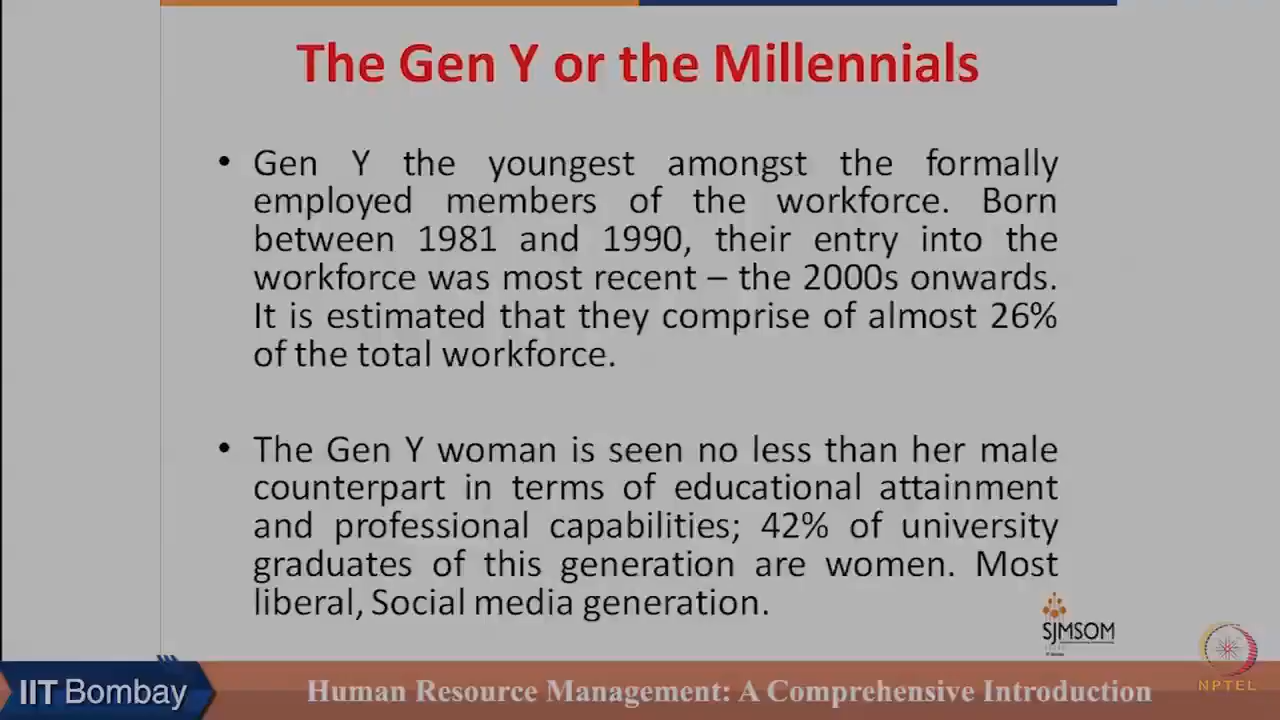 The Gen Y or the Millennials
• Gen Y the youngest amongst the formally
employed members of the workforce. Born
between 1981 and 1990, their entry into the
workforce was most recent – the 2000s onwards.
It is estimated that they comprise of almost 26%
of the total workforce.
• The Gen Y woman is seen no less than her male
counterpart in terms of educational attainment
and professional capabilities; 42% of university
graduates of this generation are women. Most
liberal, Social media generation.
SJMSOM
IIT Bombay
Human Resource Management: A Comprehensive Introduction
NPTEL